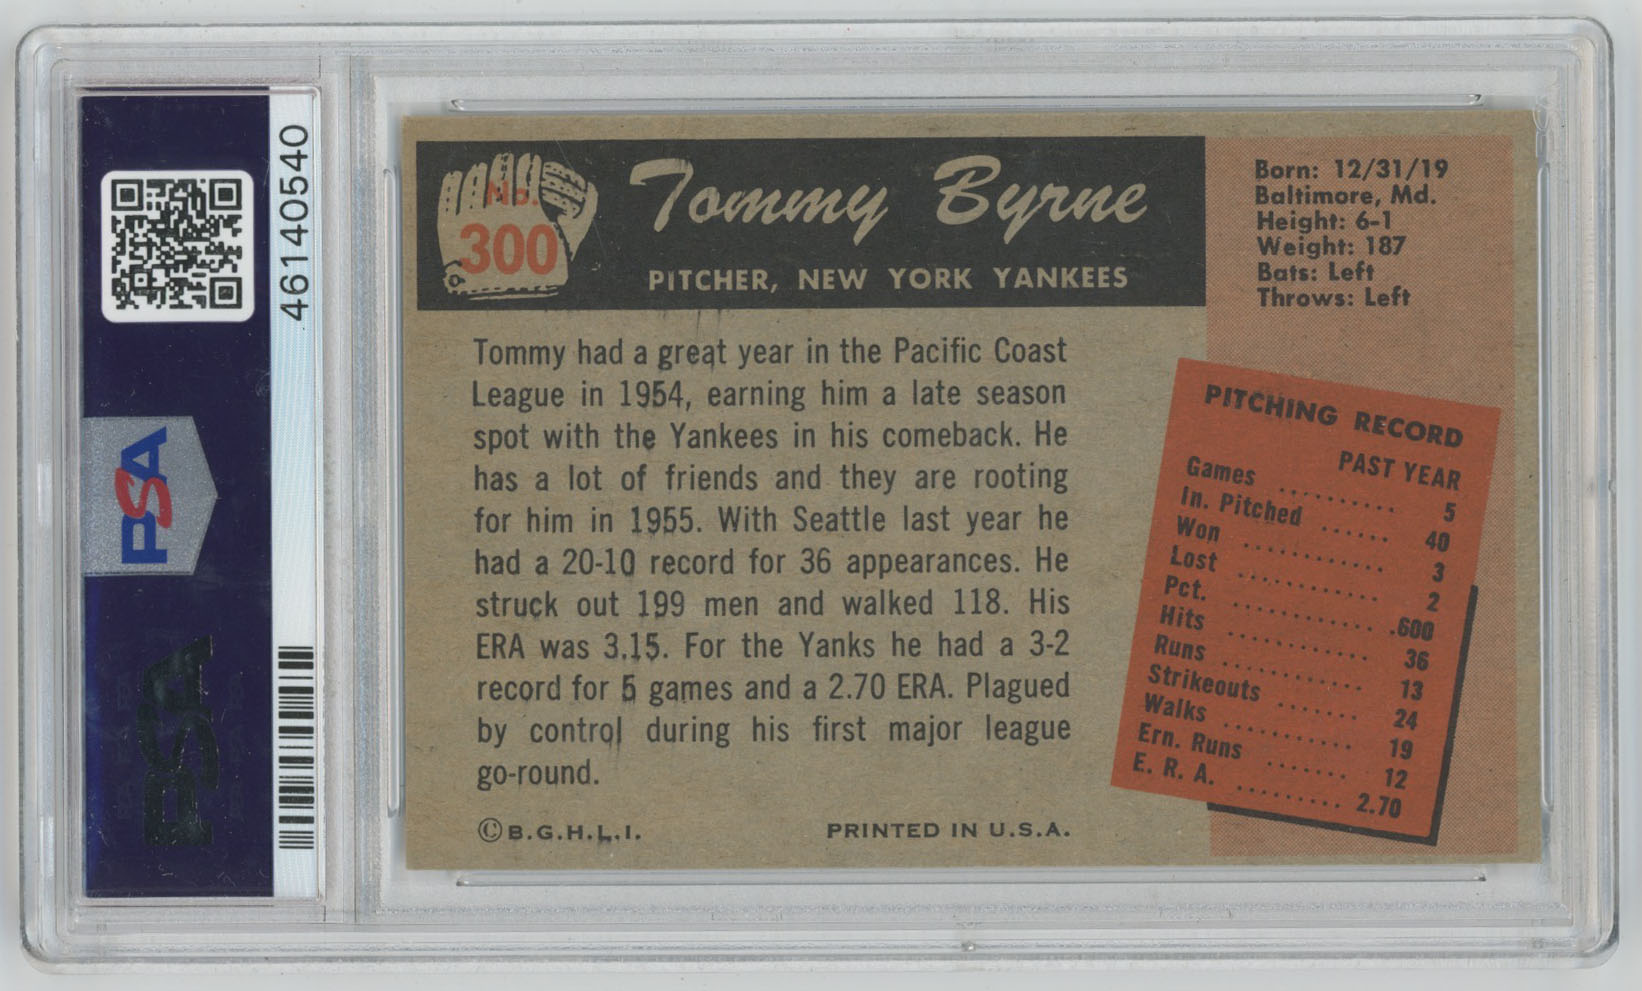 46140540
PSA
PSA
No.
300
Tommy Byrne
PITCHER, NEW YORK YANKEES
Born: 12/31/19
Baltimore, Md.
Height: 6-1
Weight: 187
Bats: Left
Throws: Left
Tommy had a great year in the Pacific Coast
League in 1954, earning him a late season
spot with the Yankees in his comeback. He
has a lot of friends and they are rooting
for him in 1955. With Seattle last year he
had a 20-10 record for 36 appearances. He
struck out 199 men and walked 118. His
ERA was 3.15. For the Yanks he had a 3-2
record for 5 games and a 2.70 ERA. Plagued
by control during his first major league
go-round.
©B.G.H.L.I.
PRINTED IN U.S.A.
PITCHING RECORD
PAST YEAR
Games ......... 5
In. Pitched ...... 40
Won .......... 3
Lost .......... 2
Pct. .......... .600
Hits .......... 36
Runs .......... 13
Strikeouts ...... 24
Walks .......... 19
Ern. Runs ....... 12
E. R. A. ......... 2.70